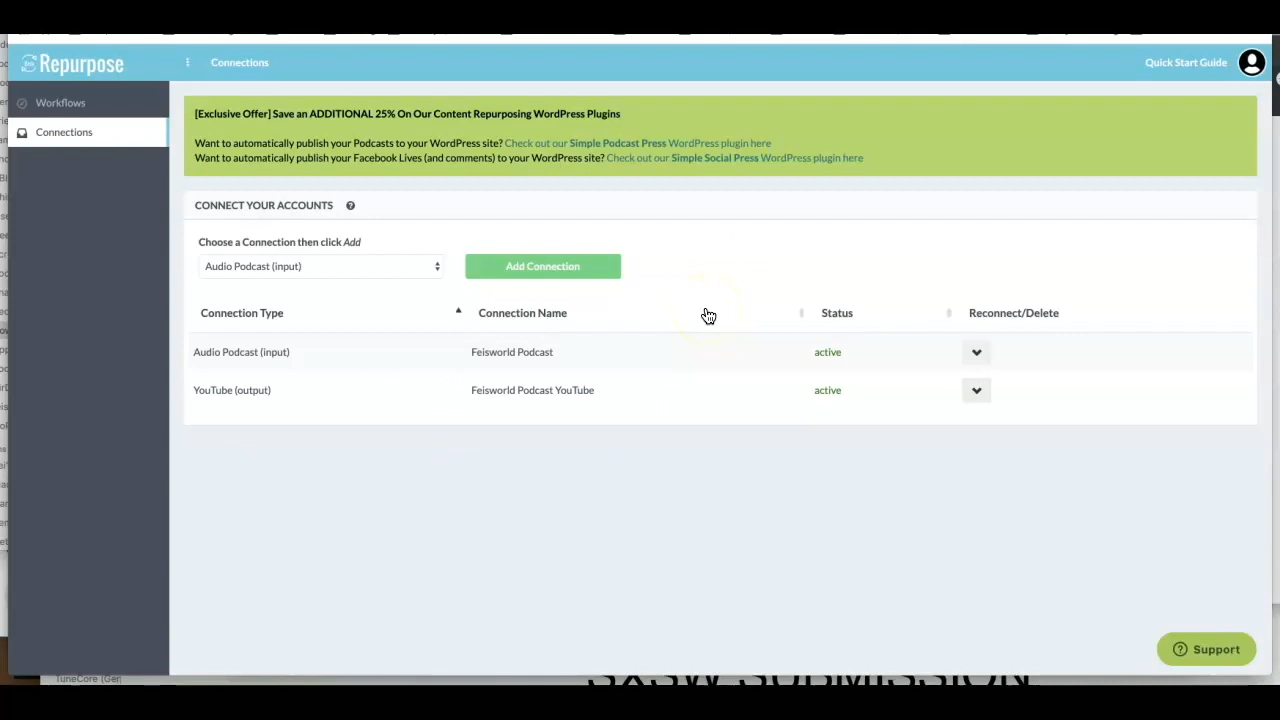 Repurpose
Connections
Quick Start Guide
Workflows
Connections
[Exclusive Offer] Save an ADDITIONAL 25% On Our Content Repurposing WordPress Plugins
Want to automatically publish your Podcasts to your WordPress site? Check out our Simple Podcast Press WordPress plugin here
Want to automatically publish your Facebook Lives (and comments) to your WordPress site? Check out our Simple Social Press WordPress plugin here
CONNECT YOUR ACCOUNTS
Choose a Connection then click Add
Audio Podcast (input)
Add Connection
Connection Type Connection Name Status Reconnect/Delete
Audio Podcast (input) Feisworld Podcast active
YouTube (output) Feisworld Podcast YouTube active
Support
TuneCore (Ger
SXSW SUBMISSION